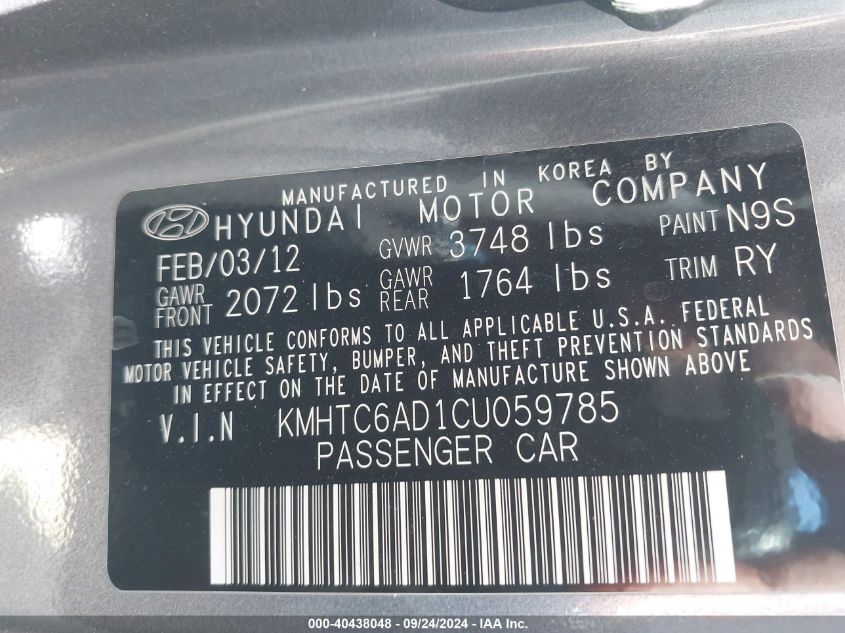 MANUFACTURED IN KOREA BY
HYUNDAI MOTOR COMPANY
FEB/03/12 GVWR 3748 lbs PAINT N9S
GAWR FRONT 2072 lbs GAWR REAR 1764 lbs TRIM RY
THIS VEHICLE CONFORMS TO ALL APPLICABLE U.S.A. FEDERAL
MOTOR VEHICLE SAFETY, BUMPER, AND THEFT PREVENTION STANDARDS
IN EFFECT ON THE DATE OF MANUFACTURE SHOWN ABOVE
V.I.N KMHTC6AD1CU059785
PASSENGER CAR
000-40438048 - 09/24/2024 - IAA Inc.